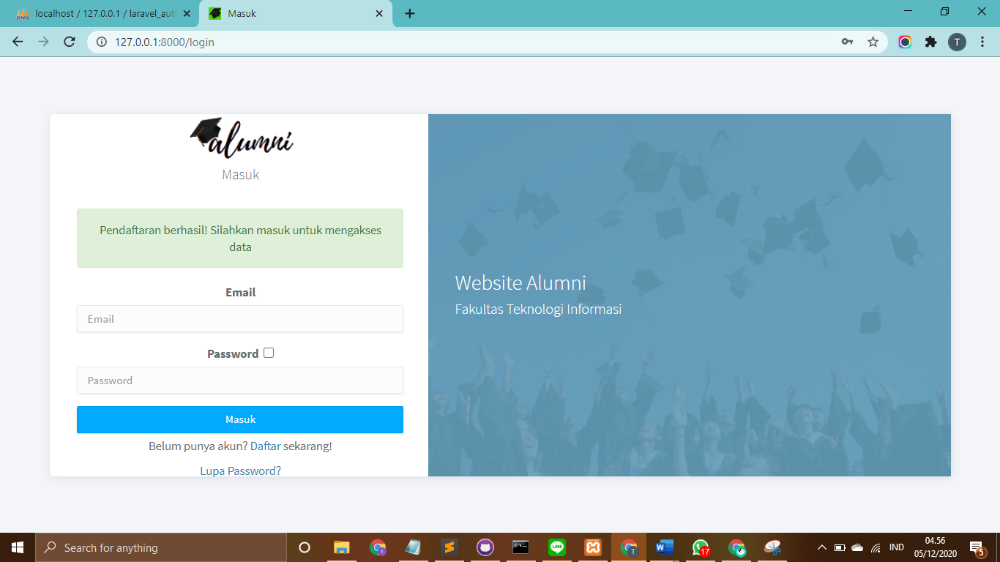 localhost / 127.0.0.1 / laravel_aut
Masuk
127.0.0.1:8000/login
T
alumni
Masuk
Pendaftaran berhasil! Silahkan masuk untuk mengakses
data
Email
Email
Password
Password
Masuk
Belum punya akun? Daftar sekarang!
Lupa Password?
Website Alumni
Fakultas Teknologi Informasi
Search for anything
T
LINE
T
W
17
IND
04.56
05/12/2020
5